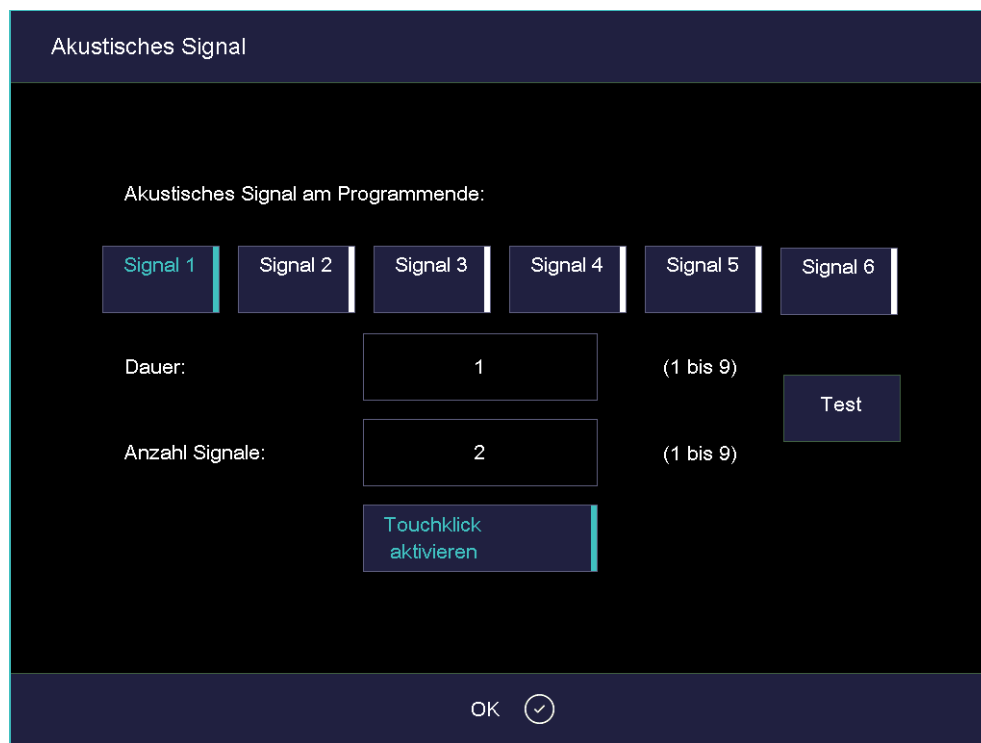 Akustisches Signal
Akustisches Signal am Programmende:
Signal 1 Signal 2 Signal 3 Signal 4 Signal 5 Signal 6
Dauer: 1 (1 bis 9)
Test
Anzahl Signale: 2 (1 bis 9)
Touchklick
aktivieren
OK